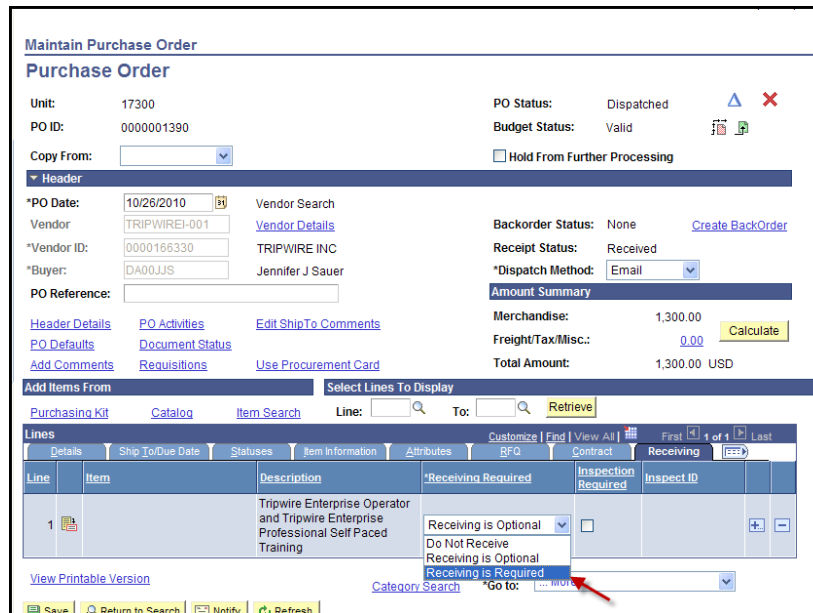 Maintain Purchase Order
Purchase Order
Unit: 17300 PO Status: Dispatched
PO ID: 0000001390 Budget Status: Valid
Copy From: Hold From Further Processing
Header
*PO Date: 10/26/2010 31 Vendor Search
Vendor TRIPWIREI-001 Vendor Details Backorder Status: None Create BackOrder
*Vendor ID: 0000166330 TRIPWIRE INC Receipt Status: Received
*Buyer: DA00JJS Jennifer J Sauer *Dispatch Method: Email
PO Reference: Amount Summary
Merchandise: 1,300.00
Header Details PO Activities Edit ShipTo Comments Calculate
PO Defaults Document Status Freight/Tax/Misc.: 0.00
Add Comments Requisitions Use Procurement Card Total Amount: 1,300.00 USD
Add Items From Select Lines To Display
Purchasing Kit Catalog Item Search Line: To: Retrieve
Lines Customize | Find | View All | First 1 of 1 Last
Details Ship To/Due Date Statuses Item Information Attributes RFQ Contract Receiving
Line Item Description *Receiving Required Inspection Required Inspect ID
Tripwire Enterprise Operator
and Tripwire Enterprise
1 Professional Self Paced Receiving is Optional
Training
Do Not Receive
Receiving is Optional
Receiving is Required
View Printable Version Category Search *Go to: ... More
Save Return to Search Notify Refresh